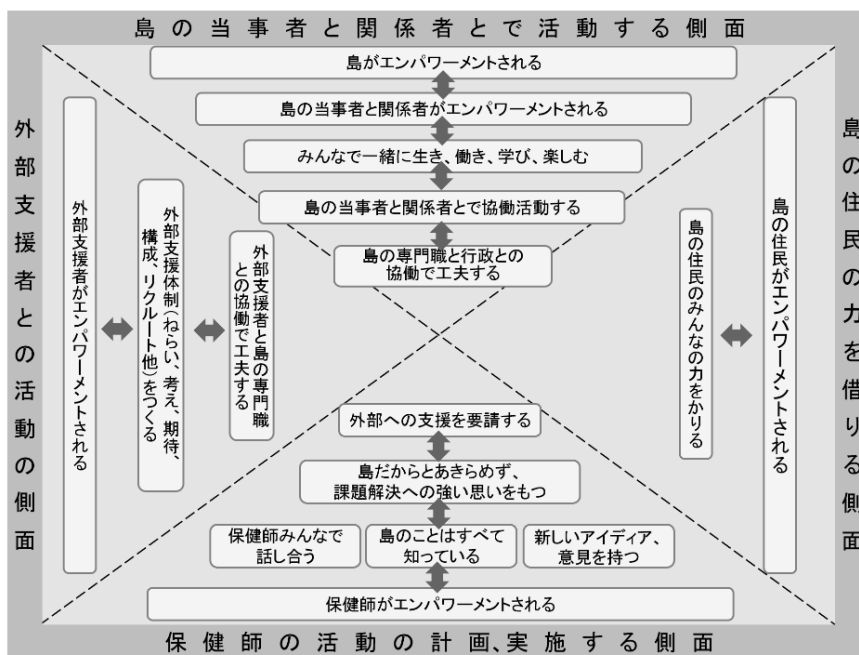 島の当事者と関係者とで活動する側面
島がエンパワーメントされる
島の当事者と関係者がエンパワーメントされる
みんなで一緒に生き、働き、学び、楽しむ
島の当事者と関係者とで協働活動する
島の専門職と行政との
協働で工夫する
外部支援者との活動の側面
外部支援者がエンパワーメントされる
外部支援体制(ねらい、考え、期待、
構成、リクルート他)をつくる
外部支援者と島の専門職
との協働で工夫する
島の住民のみんなの力をかりる
島の住民がエンパワーメントされる
島の住民の力を借りる側面
外部への支援を要請する
島だからとあきらめず、
課題解決への強い思いをもつ
保健師みんなで
話し合う
島のことはすべて
知っている
新しいアイディア、
意見を持つ
保健師がエンパワーメントされる
保健師の活動の計画、実施する側面